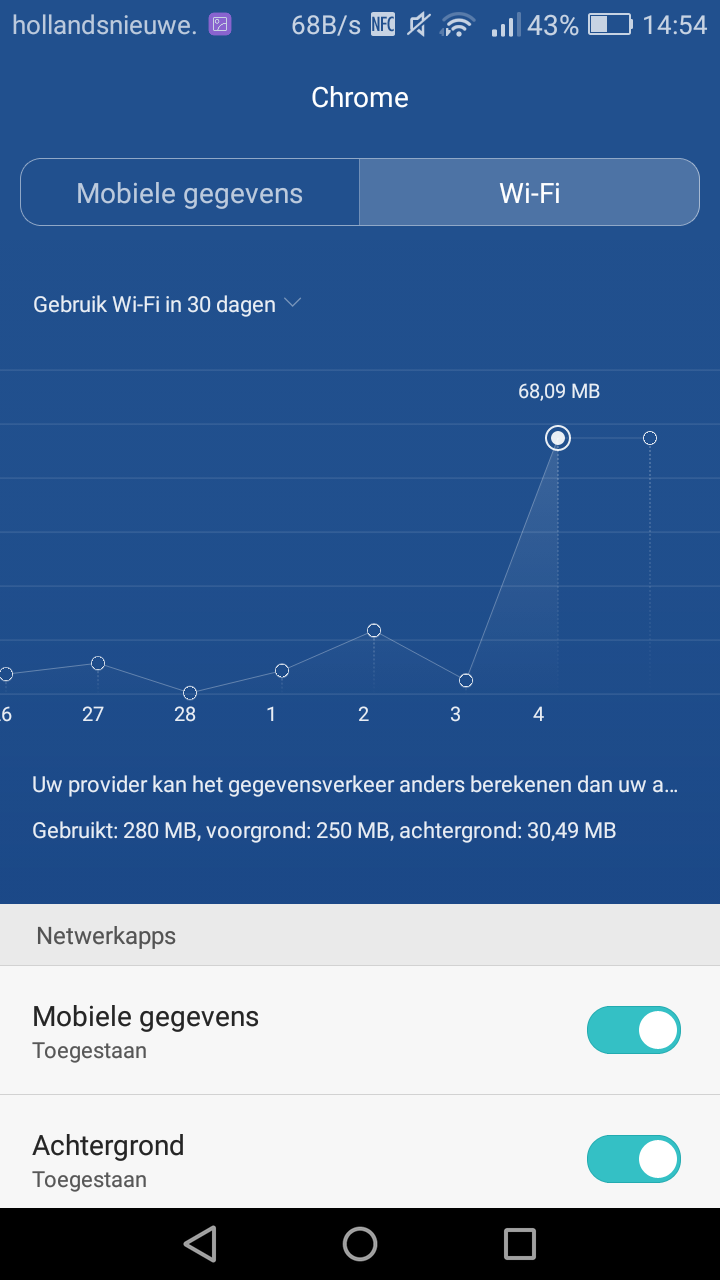 hollandsnieuwe. 68B/s NFC 43% 14:54
Chrome
Mobiele gegevens Wi-Fi
Gebruik Wi-Fi in 30 dagen
68,09 MB
6 27 28 1 2 3 4
Uw provider kan het gegevensverkeer anders berekenen dan uw a...
Gebruikt: 280 MB, voorgrond: 250 MB, achtergrond: 30,49 MB
Netwerkapps
Mobiele gegevens
Toegestaan
Achtergrond
Toegestaan